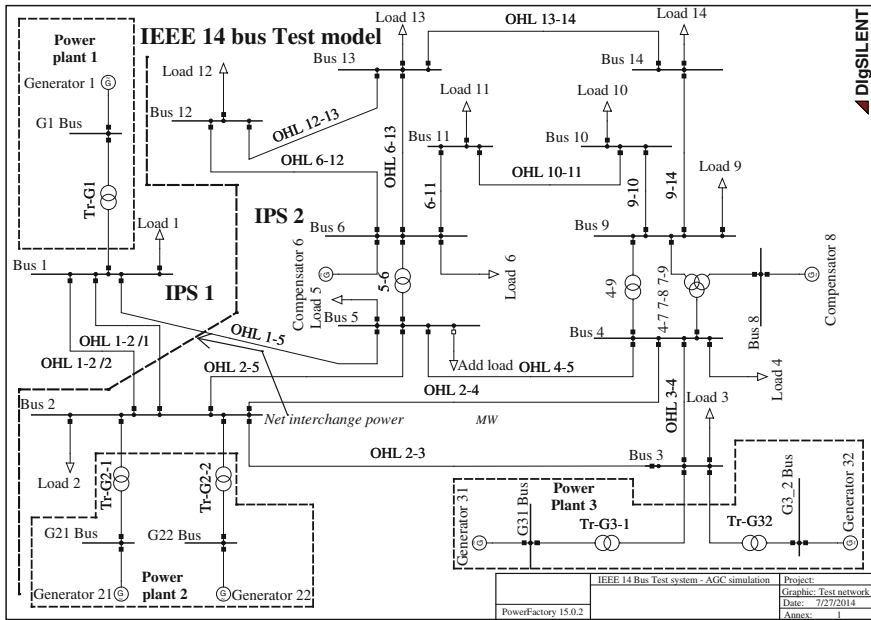 Power
plant 1
IEEE 14 bus Test model
Load 13
OHL 13-14
Load 14
DIgSILENT
Generator 1
G
Load 12
Bus 13
Bus 14
G1 Bus
Bus 12
OHL 12-13
OHL 6-13
Load 11
Bus 11
Load 10
Bus 10
OHL 6-12
OHL 10-11
Load 9
Tr-G1
6-11
9-10
9-14
Load 1
IPS 2
Bus 6
Bus 9
Bus 1
Compensator 6
G
5-6
Load 6
4-9
4-7 7-8 7-9
Bus 8
G
Compensator 8
IPS 1
Load 5
Bus 5
Bus 4
OHL 1-2 /1
OHL 1-2 /2
OHL 1-5
Add load
OHL 4-5
Load 4
OHL 2-5
OHL 2-4
OHL 3-4
Load 3
Bus 2
Net interchange power
MW
OHL 2-3
Bus 3
Load 2
Tr-G2-1
Tr-G2-2
Generator 31
G
G31 Bus
Power
Plant 3
Tr-G3-1
Tr-G32
G3_2 Bus
G
Generator 32
G21 Bus
G22 Bus
Power
plant 2
Generator 21
G
G
Generator 22
IEEE 14 Bus Test system - AGC simulation
Project:
Graphic: Test network
PowerFactory 15.0.2
Date: 7/27/2014
Annex: 1